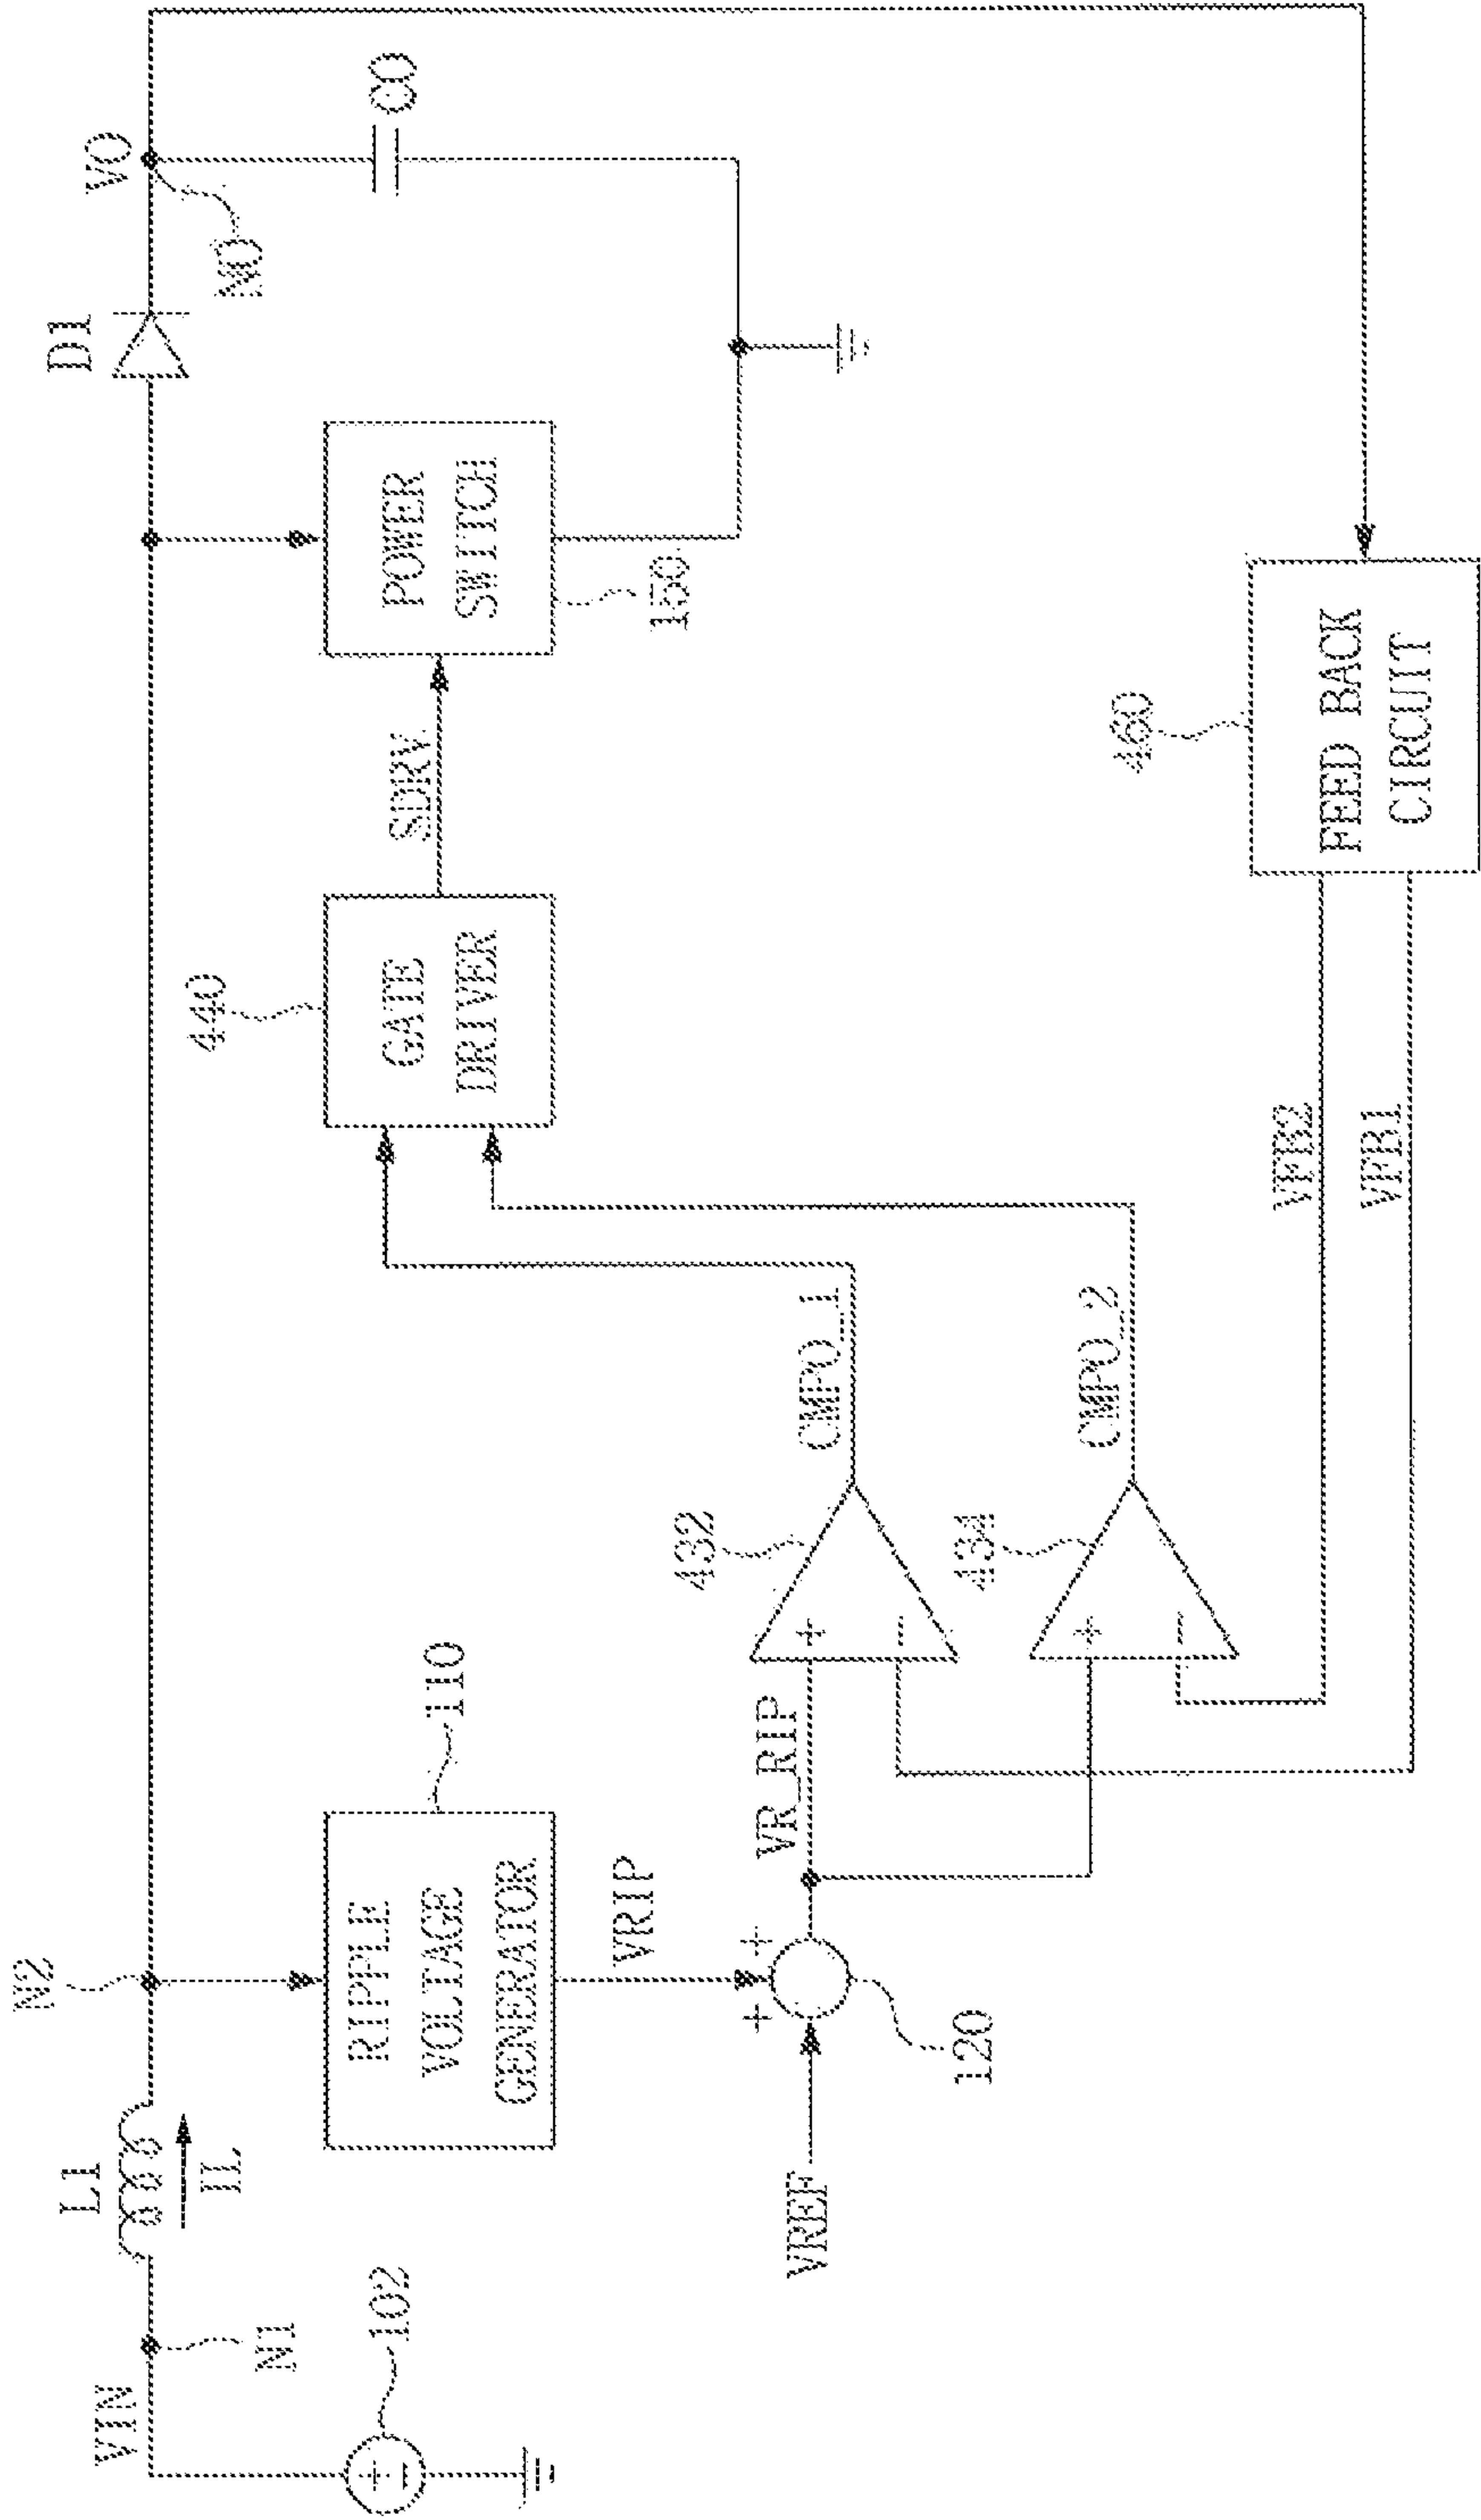 VIN
N1
102
L1
IL
N2
RIPPLE
VOLTAGE
GENERATOR
110
VRIP
VREF
+
+
120
VR_RIP
+
−
432
CMPO_1
+
−
434
CMPO_2
440
GATE
DRIVER
SDRV
POWER
SWITCH
150
D1
VO
NO
CO
460
FEED BACK
CIRCUIT
VFB2
VFB1